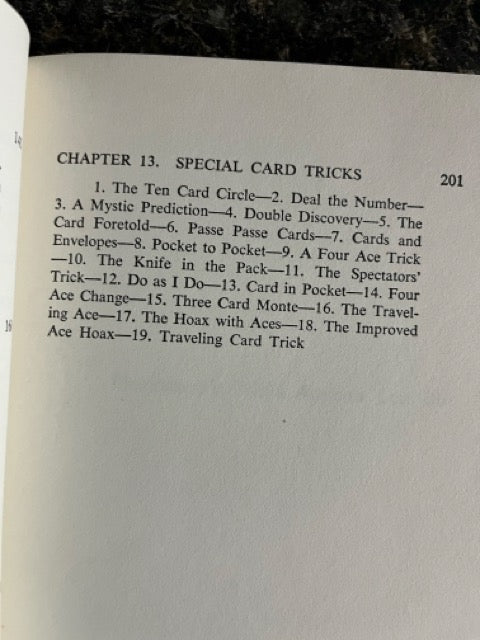 CHAPTER 13. SPECIAL CARD TRICKS 201
1. The Ten Card Circle—2. Deal the Number—
3. A Mystic Prediction—4. Double Discovery—5. The
Card Foretold—6. Passe Passe Cards—7. Cards and
Envelopes—8. Pocket to Pocket—9. A Four Ace Trick
—10. The Knife in the Pack—11. The Spectators'
Trick—12. Do as I Do—13. Card in Pocket—14. Four
Ace Change—15. Three Card Monte—16. The Travel-
ing Ace—17. The Hoax with Aces—18. The Improved
Ace Hoax—19. Traveling Card Trick